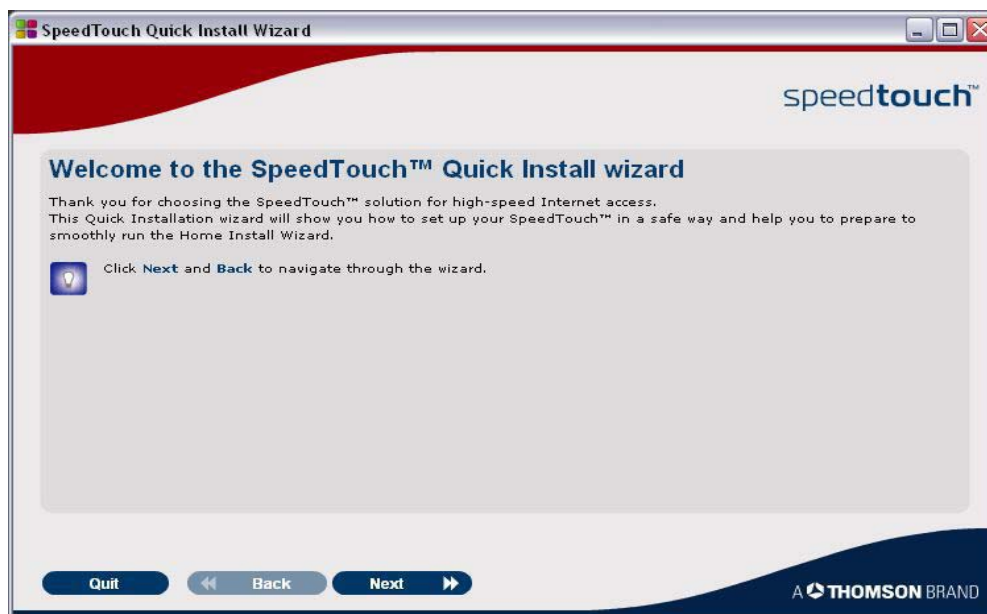 SpeedTouch Quick Install Wizard
speedtouch™
Welcome to the SpeedTouch™ Quick Install wizard
Thank you for choosing the SpeedTouch™ solution for high-speed Internet access.
This Quick Installation wizard will show you how to set up your SpeedTouch™ in a safe way and help you to prepare to
smoothly run the Home Install Wizard.
Click Next and Back to navigate through the wizard.
Quit Back Next
A THOMSON BRAND